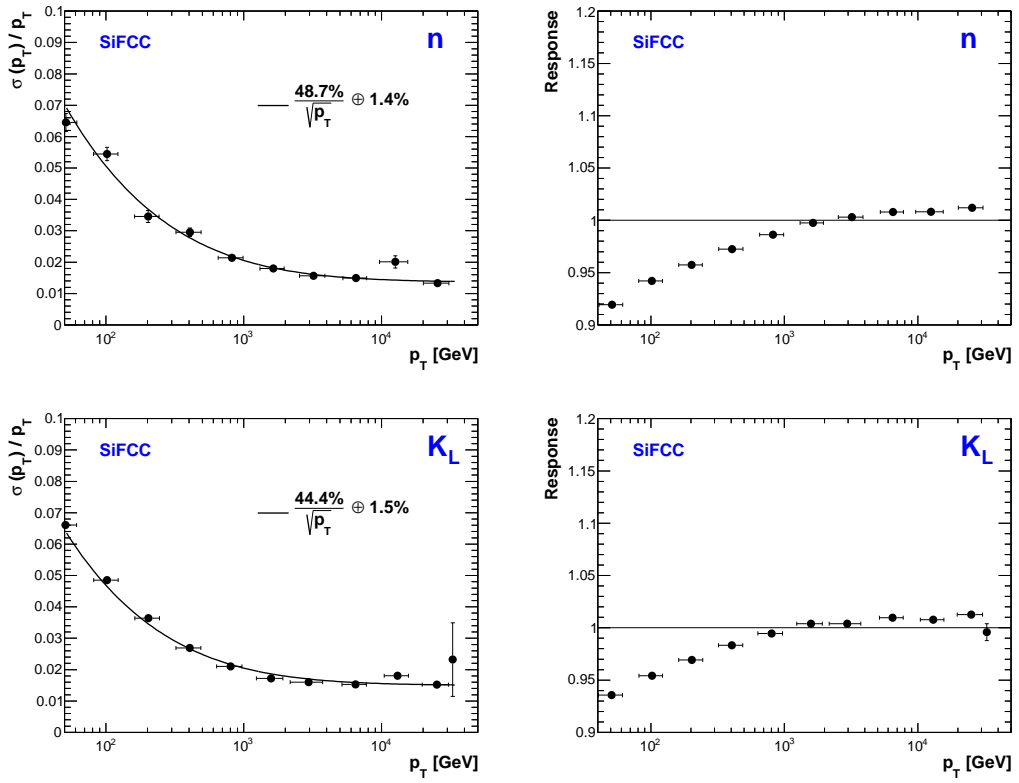 σ (p_T) / p_T
0.1
0.09
0.08
0.07
0.06
0.05
0.04
0.03
0.02
0.01
0
SiFCC
n
48.7%
√p_T
⊕ 1.4%
10²
10³
10⁴
p_T [GeV]
Response
1.2
1.15
1.1
1.05
1
0.95
0.9
SiFCC
n
10²
10³
10⁴
p_T [GeV]
σ (p_T) / p_T
0.1
0.09
0.08
0.07
0.06
0.05
0.04
0.03
0.02
0.01
0
SiFCC
K_L
44.4%
√p_T
⊕ 1.5%
10²
10³
10⁴
p_T [GeV]
Response
1.2
1.15
1.1
1.05
1
0.95
0.9
SiFCC
K_L
10²
10³
10⁴
p_T [GeV]